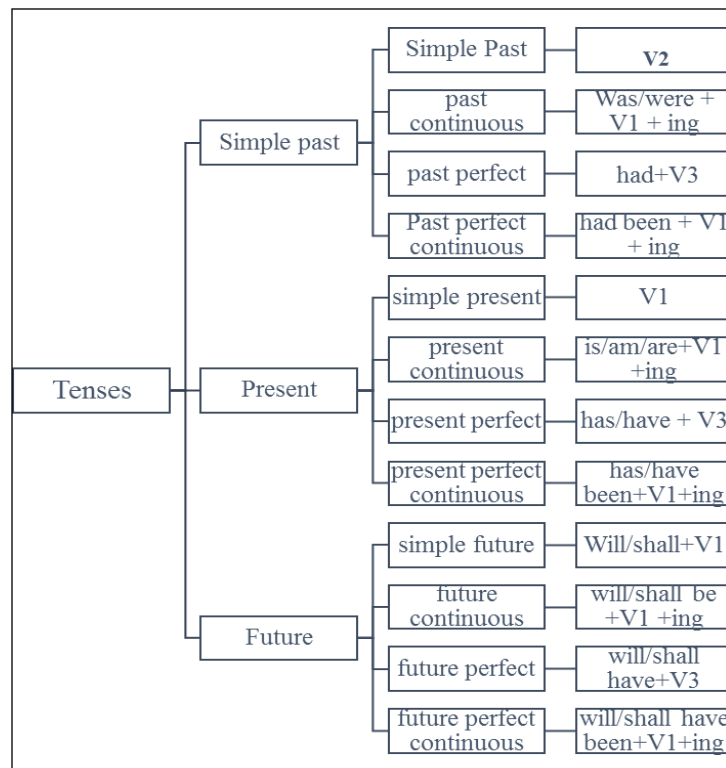 Tenses
Simple past
Simple Past
V2
past
continuous
Was/were +
V1 + ing
past perfect
had+V3
Past perfect
continuous
had been + V1
+ ing
Present
simple present
V1
present
continuous
is/am/are+V1
+ing
present perfect
has/have + V3
present perfect
continuous
has/have
been+V1+ing
Future
simple future
Will/shall+V1
future
continuous
will/shall be
+V1 +ing
future perfect
will/shall
have+V3
future perfect
continuous
will/shall have
been+V1+ing